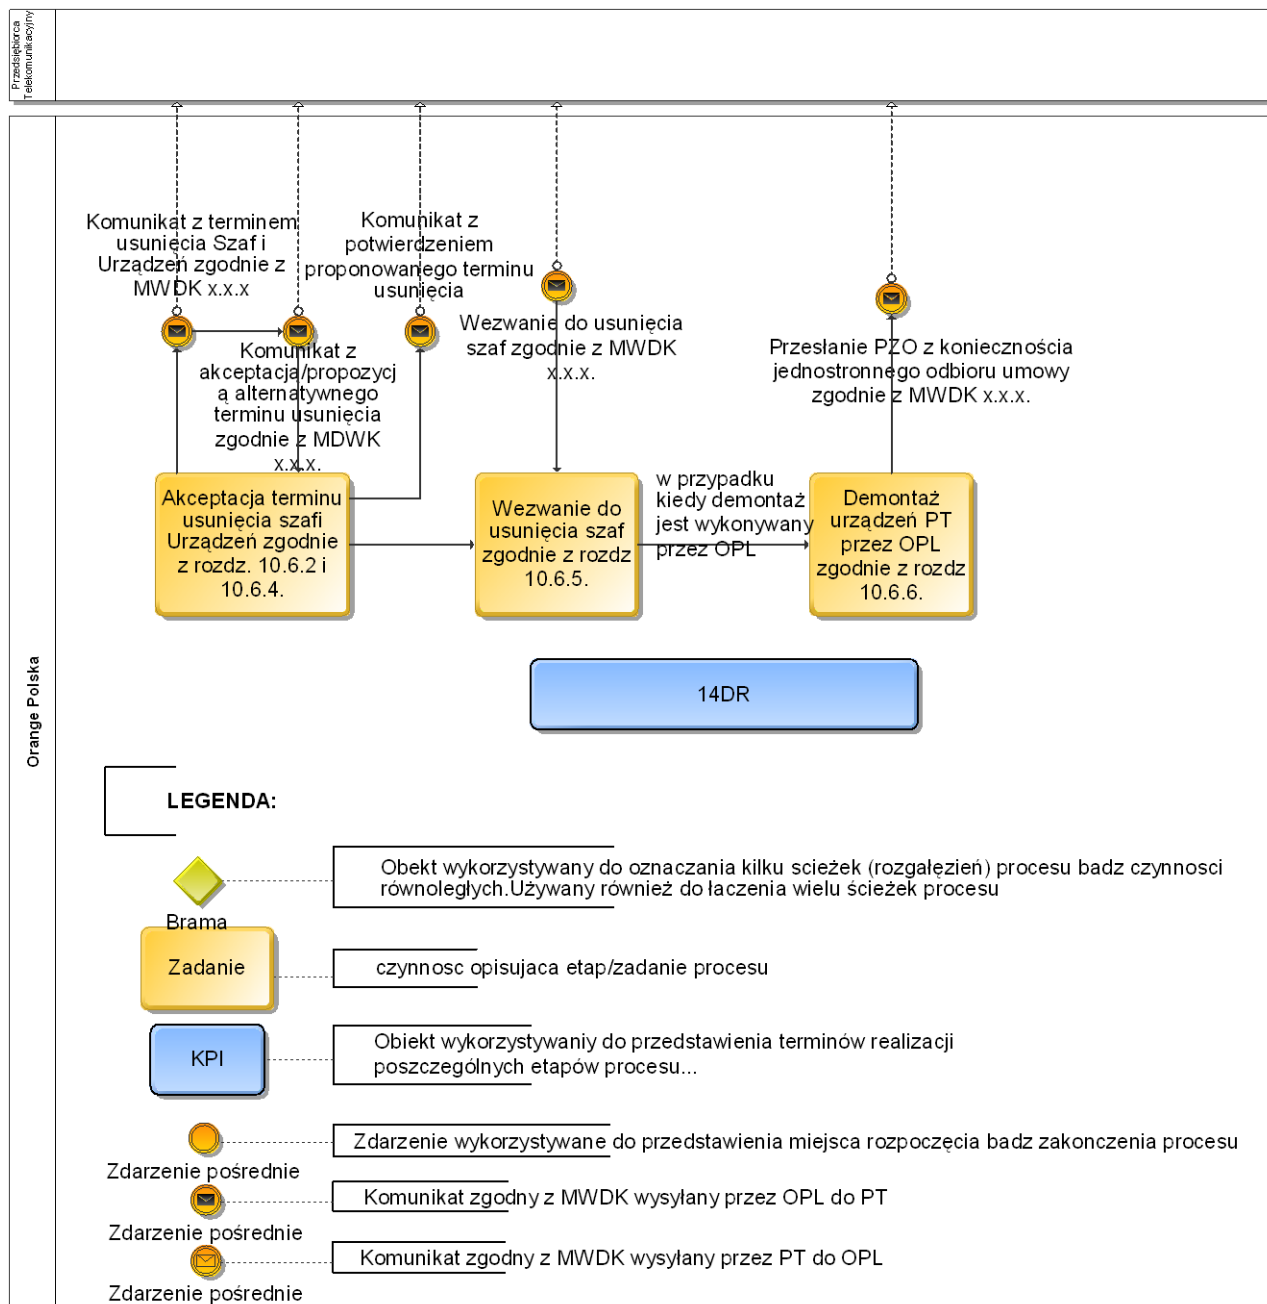 Przedsiębiorca
Telekomunikacyjny
Orange Polska
Komunikat z terminem
usunięcia Szaf i
Urządzeń zgodnie z
MWDK x.x.x
Komunikat z
akceptacja/propozycj
ą alternatywnego
terminu usunięcia
zgodnie z MDWK
x.x.x.
Komunikat z
potwierdzeniem
proponowanego terminu
usunięcia
Wezwanie do usunięcia
szaf zgodnie z MWDK
x.x.x.
Przesłanie PZO z koniecznościa
jednostronnego odbioru umowy
zgodnie z MWDK x.x.x.
Akceptacja terminu
usunięcia szafi
Urządzeń zgodnie
z rozdz. 10.6.2 i
10.6.4.
Wezwanie do
usunięcia szaf
zgodnie z rozdz
10.6.5.
w przypadku
kiedy demontaż
jest wykonywany
przez OPL
Demontaż
urządzeń PT
przez OPL
zgodnie z rozdz
10.6.6.
14DR
LEGENDA:
Brama
Obekt wykorzystywany do oznaczania kilku scieżek (rozgałęzień) procesu badz czynnosci
równoległych.Używany również do łaczenia wielu ścieżek procesu
Zadanie
czynnosc opisujaca etap/zadanie procesu
KPI
Obiekt wykorzystywaniy do przedstawienia terminów realizacji
poszczególnych etapów procesu...
Zdarzenie pośrednie
Zdarzenie wykorzystywane do przedstawienia miejsca rozpoczęcia badz zakonczenia procesu
Zdarzenie pośrednie
Komunikat zgodny z MWDK wysyłany przez OPL do PT
Zdarzenie pośrednie
Komunikat zgodny z MWDK wysyłany przez PT do OPL